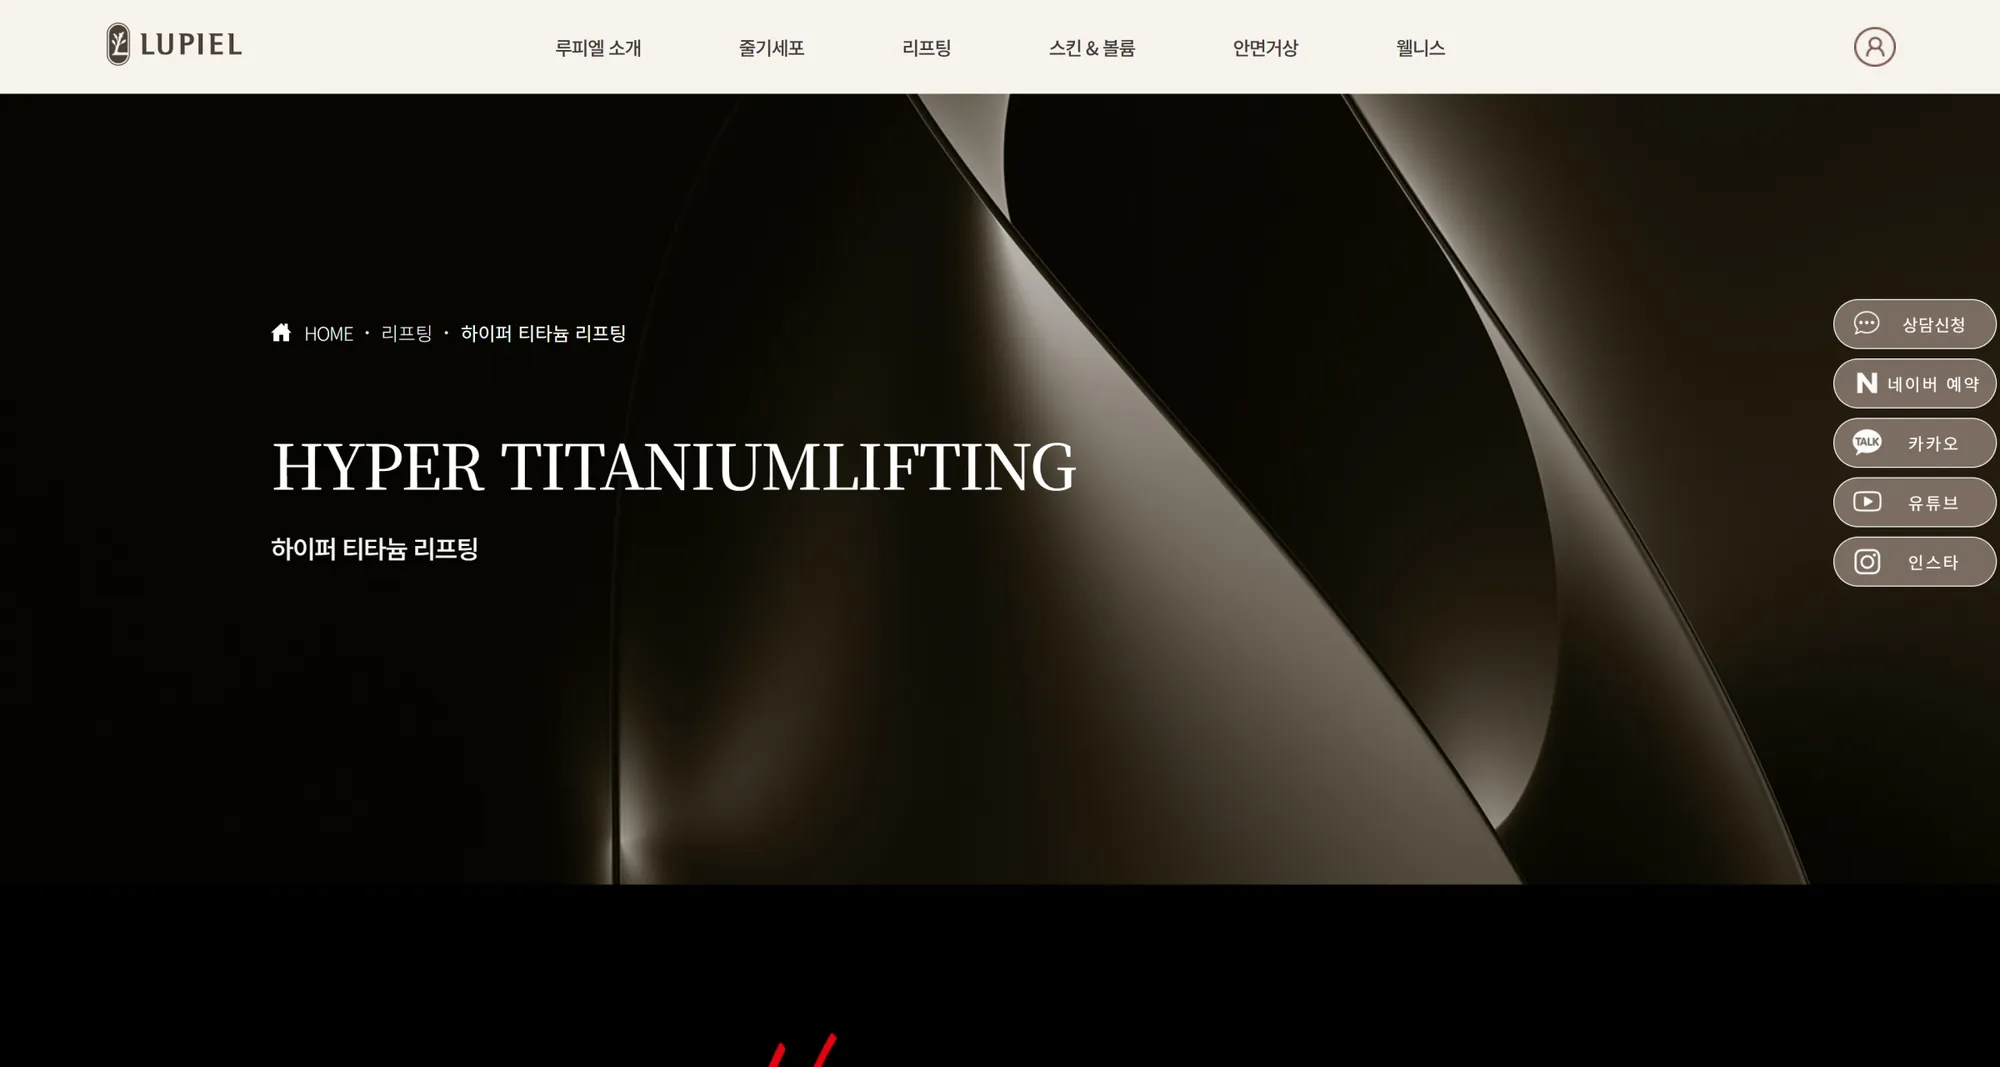 LUPIEL
루피엘 소개
줄기세포
리프팅
스킨 & 볼륨
안면거상
웰니스
HOME · 리프팅 · 하이퍼 티타늄 리프팅
HYPER TITANIUMLIFTING
하이퍼 티타늄 리프팅
상담신청
N 네이버 예약
TALK 카카오
유튜브
인스타